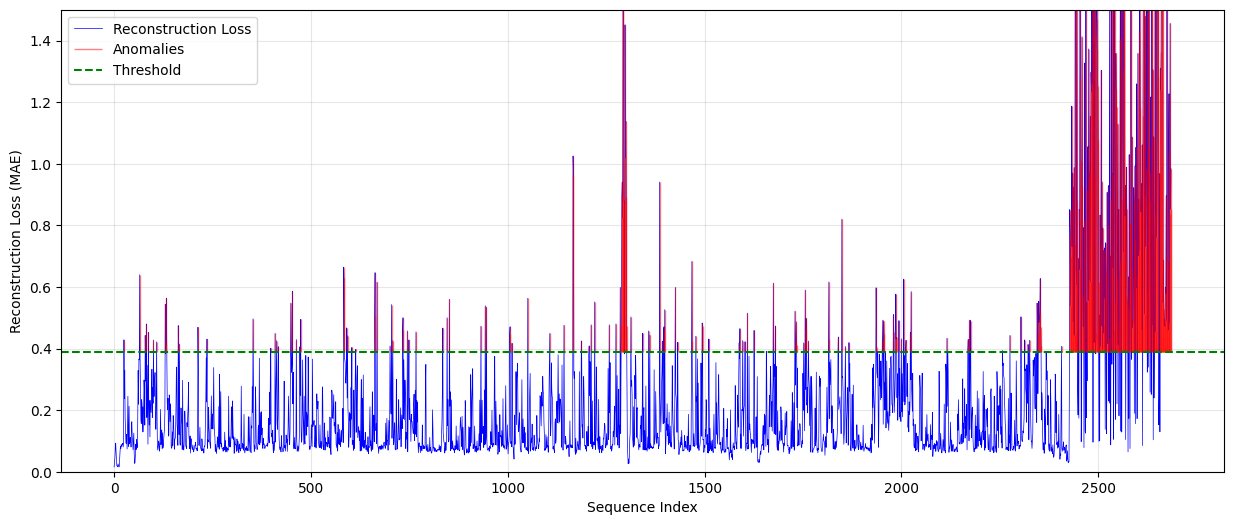 Reconstruction Loss
Anomalies
Threshold
Reconstruction Loss (MAE)
1.4
1.2
1.0
0.8
0.6
0.4
0.2
0.0
0 500 1000 1500 2000 2500
Sequence Index